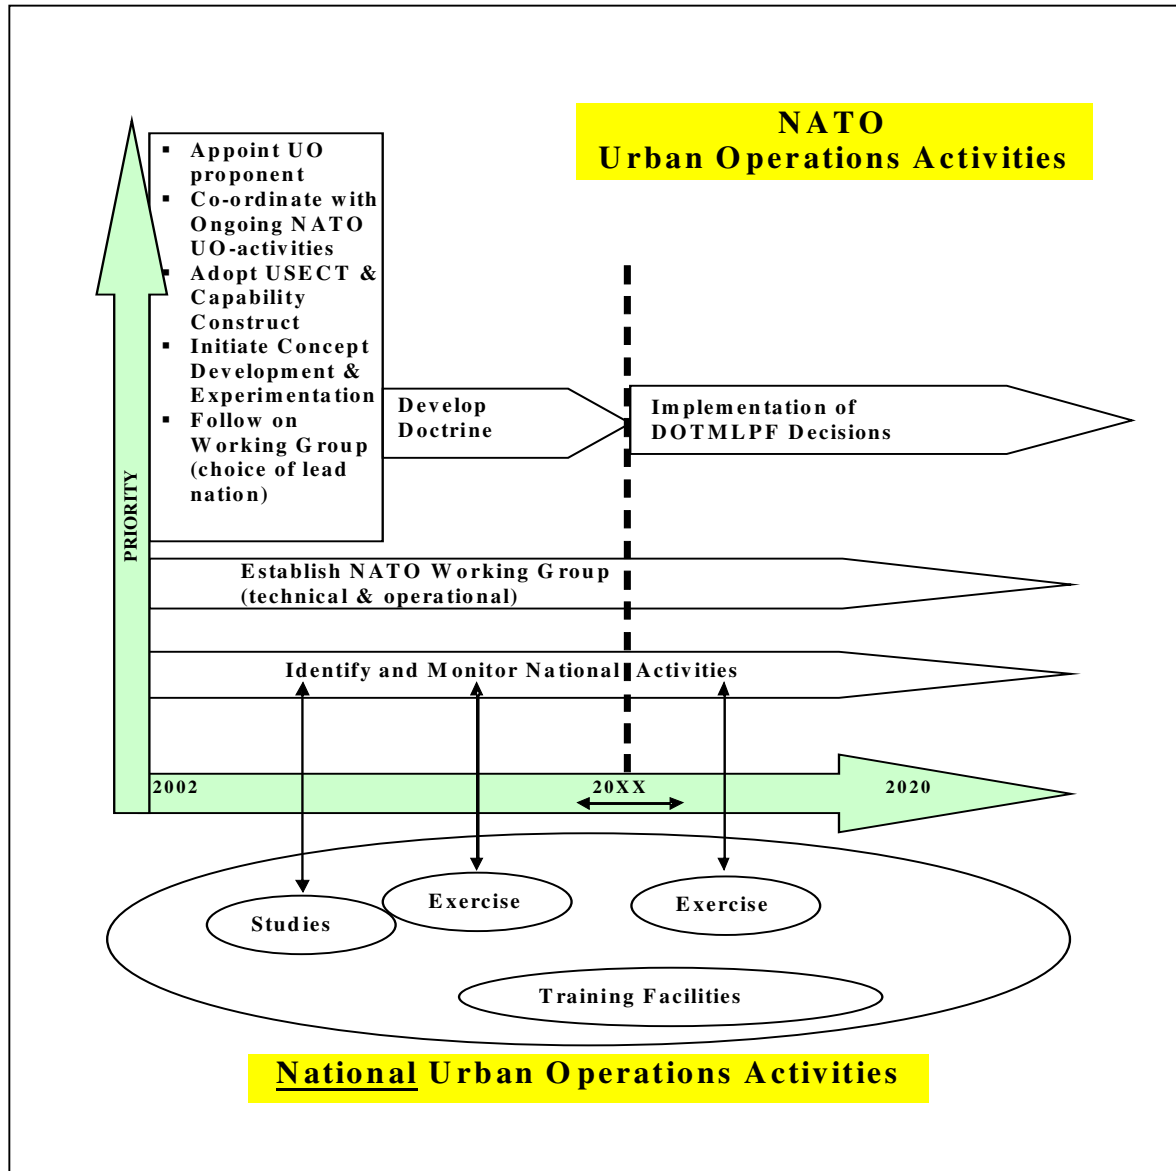 NATO
Urban Operations Activities
▪ Appoint UO
proponent
▪ Co-ordinate with
Ongoing NATO
UO-activities
▪ Adopt USECT &
Capability
Construct
▪ Initiate Concept
Development &
Experimentation
▪ Follow on
Working Group
(choice of lead
nation)
Develop
Doctrine
Implementation of
DOTMLPF Decisions
PRIORITY
Establish NATO Working Group
(technical & operational)
Identify and Monitor National Activities
2002
20XX
2020
Studies
Exercise
Exercise
Training Facilities
National Urban Operations Activities